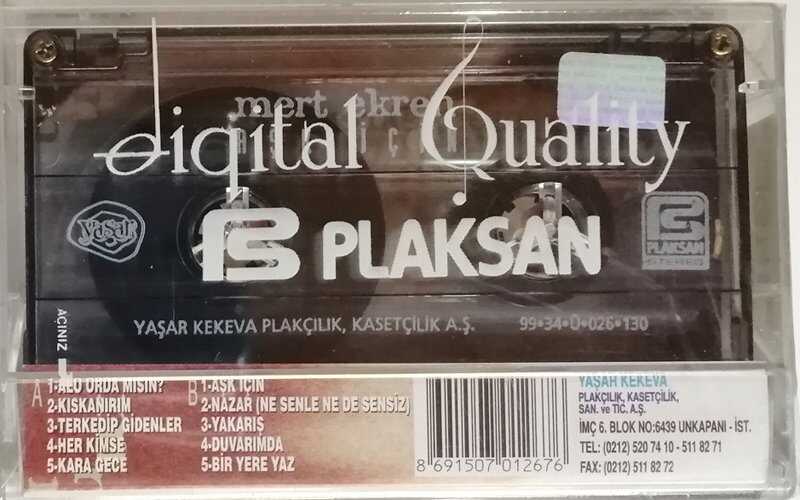 mert ekren
AŞK İÇİN
digital Quality
Yaşar
PLAKSAN
PLAKSAN
STEREO
YAŞAR KEKEVA PLAKÇILIK, KASETÇİLİK A.Ş. 99•34•Ü•026•130
AÇINIZ
A
1-ALO ORDA MISIN?
2-KISKANIRIM
3-TERKEDİP GİDENLER
4-HER KİMSE
5-KARA GECE
B
1-AŞK İÇİN
2-NAZAR (NE SENLE NE DE SENSİZ)
3-YAKARIŞ
4-DUVARIMDA
5-BİR YERE YAZ
8 691507 012676
YAŞAR KEKEVA
PLAKÇILIK, KASETÇİLİK,
SAN. ve TİC. A.Ş.
İMÇ 6. BLOK NO:6439 UNKAPANI - İST.
TEL: (0212) 520 74 10 - 511 82 71
FAX: (0212) 511 82 72